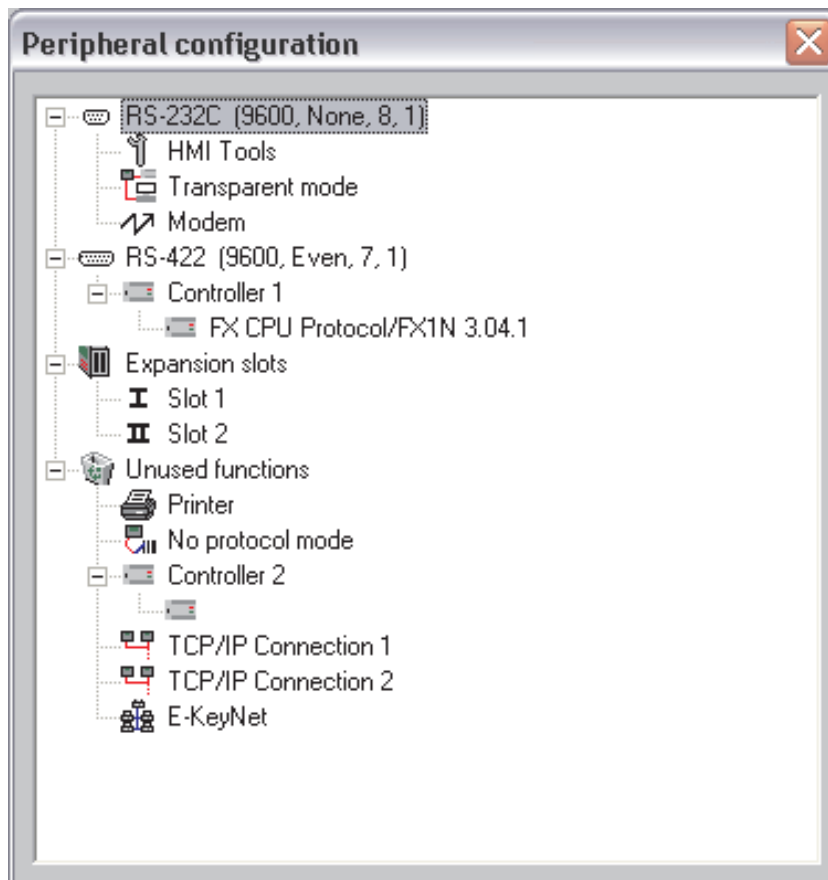 Peripheral configuration
RS-232C (9600, None, 8, 1)
HMI Tools
Transparent mode
Modem
RS-422 (9600, Even, 7, 1)
Controller 1
FX CPU Protocol/FX1N 3.04.1
Expansion slots
I Slot 1
II Slot 2
Unused functions
Printer
No protocol mode
Controller 2
TCP/IP Connection 1
TCP/IP Connection 2
E-KeyNet